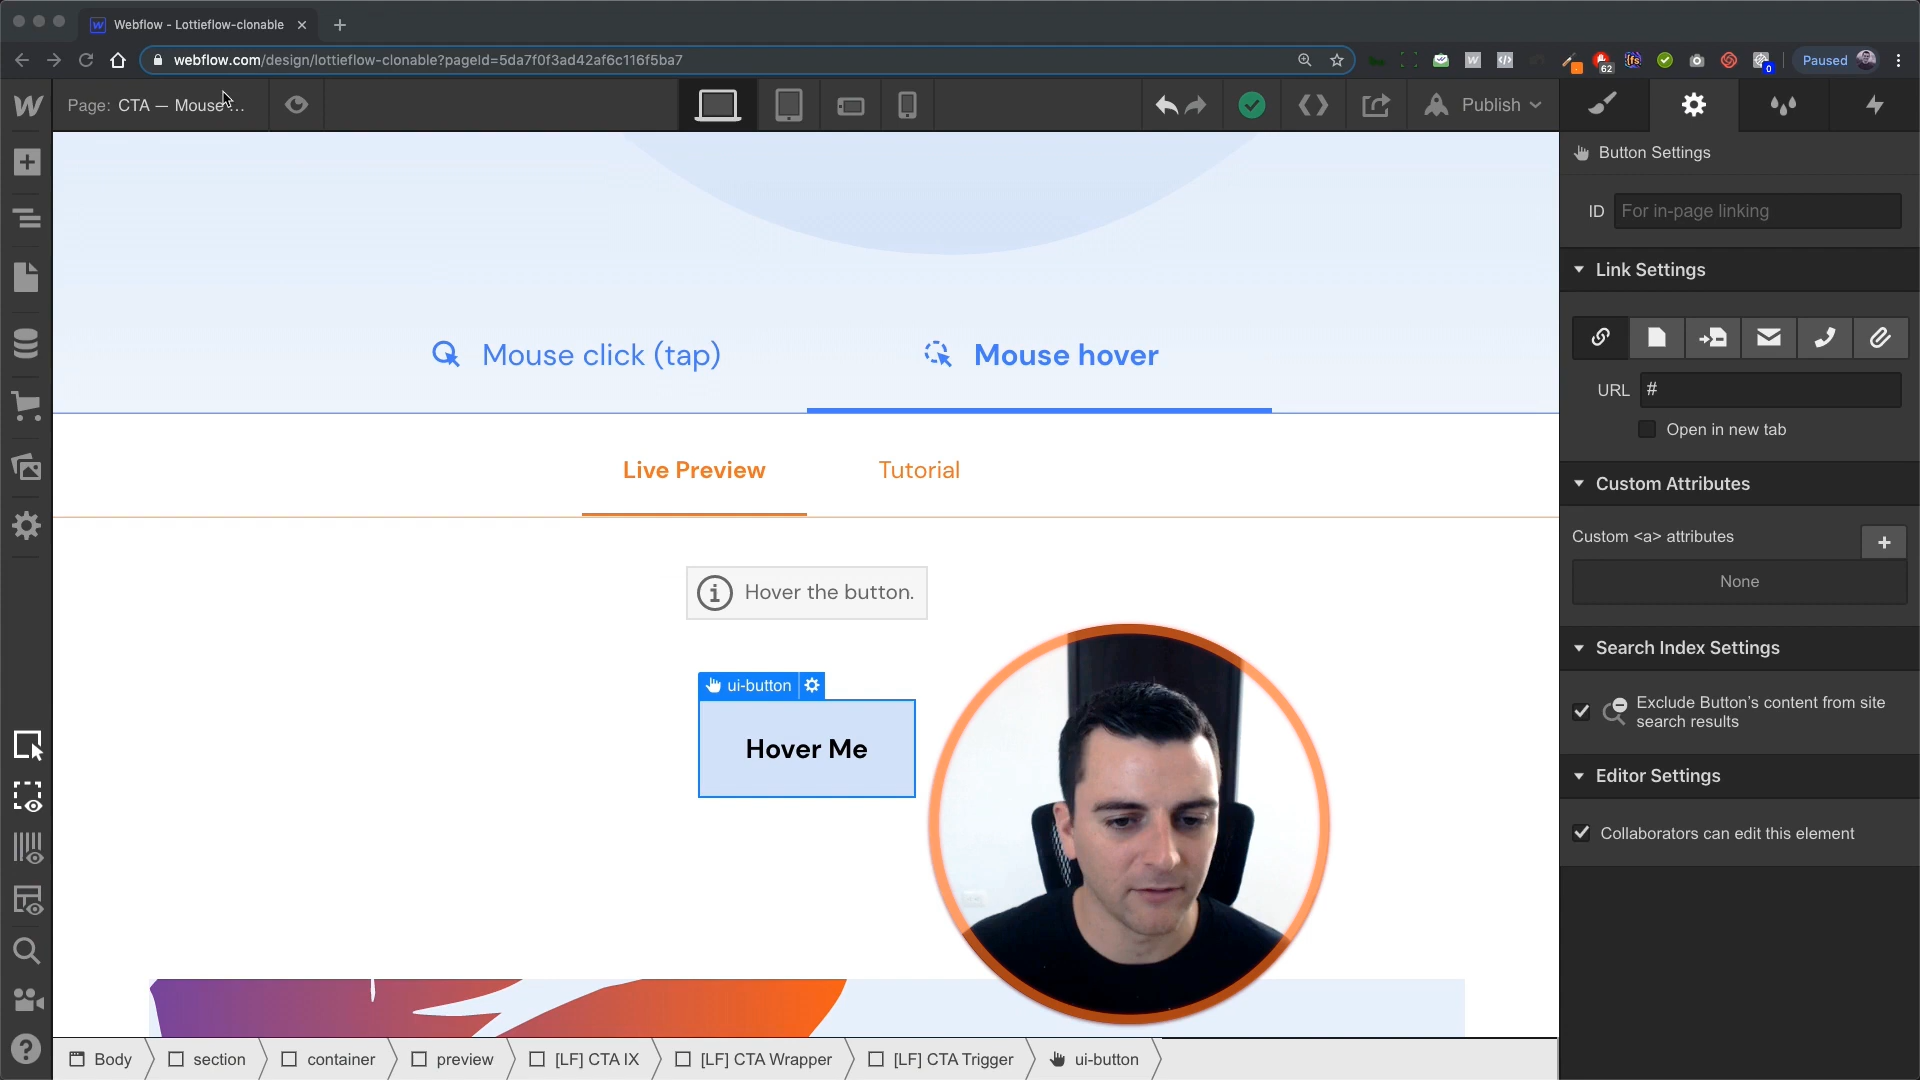 Webflow - Lottieflow-clonable
webflow.com/design/lottieflow-clonable?pageId=5da7f0f3ad42af6c116f5ba7
62
0
Paused
Page: CTA — Mouse ...
Publish
Button Settings
ID For in-page linking
Link Settings
URL #
Open in new tab
Custom Attributes
Custom <a> attributes
None
Search Index Settings
Exclude Button's content from site
search results
Editor Settings
Collaborators can edit this element
Mouse click (tap)
Mouse hover
Live Preview
Tutorial
Hover the button.
ui-button
Hover Me
Body
section
container
preview
[LF] CTA IX
[LF] CTA Wrapper
[LF] CTA Trigger
ui-button